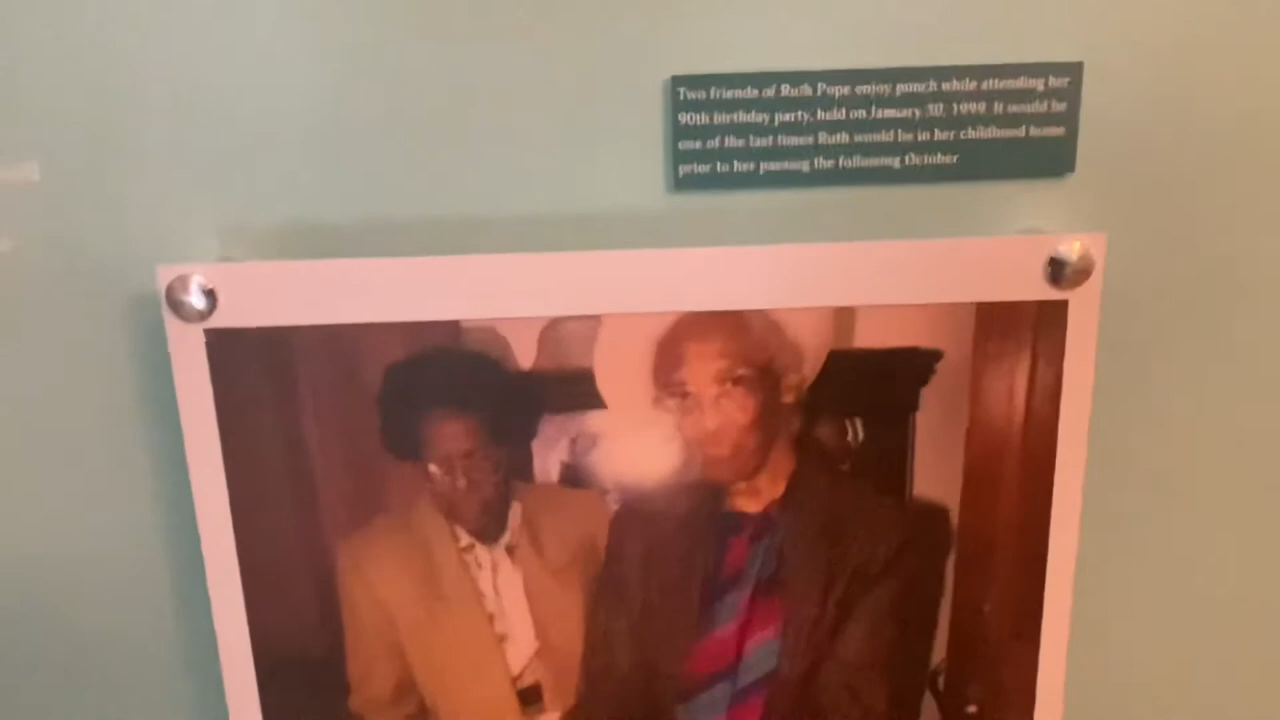 Two friends of Ruth Pope enjoy punch while attending her
90th birthday party, held on January 30, 1999. It would be
one of the last times Ruth would be in her childhood home
prior to her passing the following October